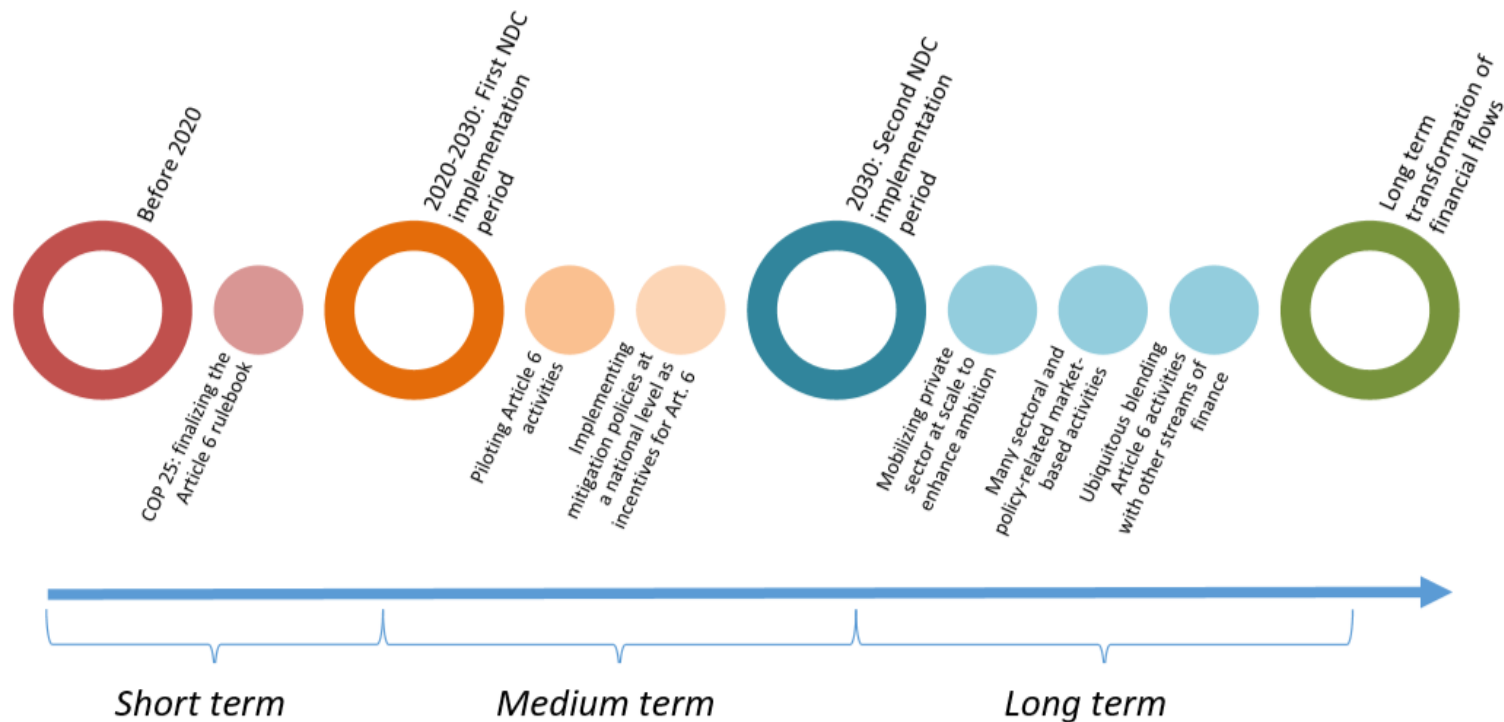 Before 2020
COP 25: finalizing the
Article 6 rulebook
2020-2030: First NDC
implementation
period
Piloting Article 6
activities
Implementing
mitigation policies at
a national level as
incentives for Art. 6
2030: Second NDC
implementation
period
Mobilizing private
sector at scale to
enhance ambition
Many sectoral and
policy-related market-
based activities
Ubiquitous blending
Article 6 activities
with other streams of
finance
Long term
transformation of
financial flows
Short term
Medium term
Long term